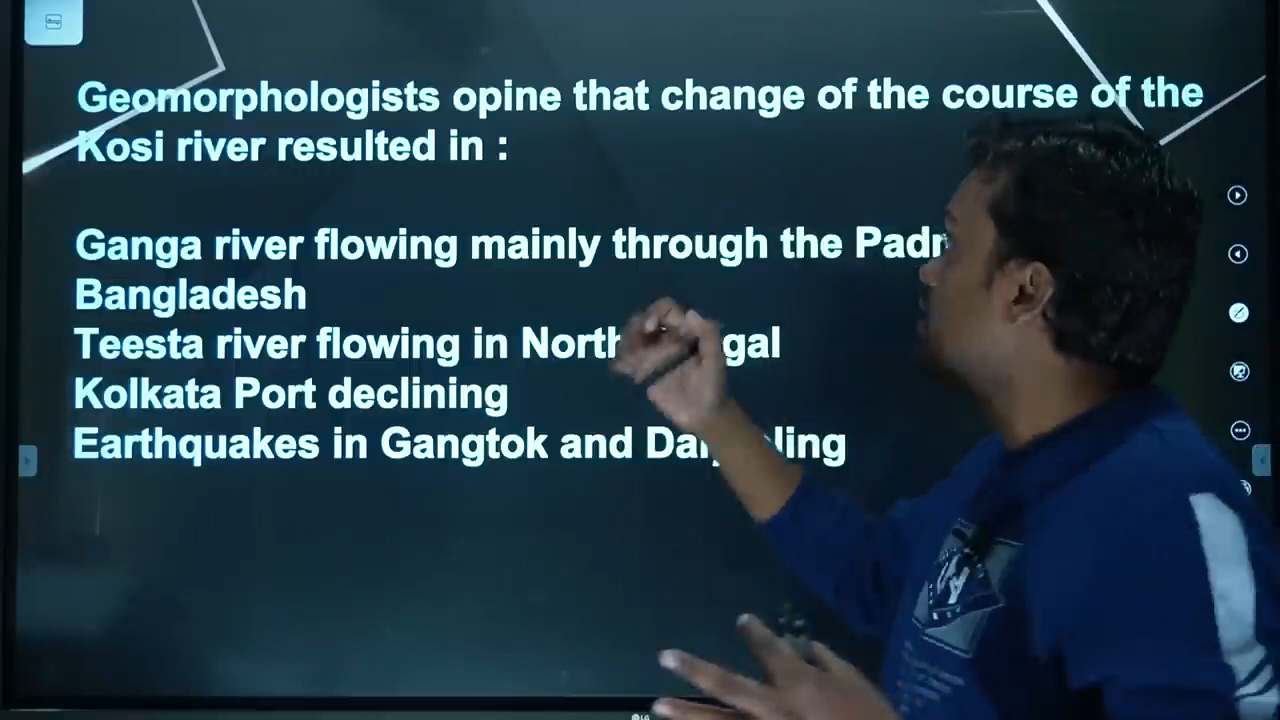 Geomorphologists opine that change of the course of the
Kosi river resulted in :
Ganga river flowing mainly through the
Bangladesh
Teesta river flowing in
Kolkata Port declining
Earthquakes in Gangtok and
LG